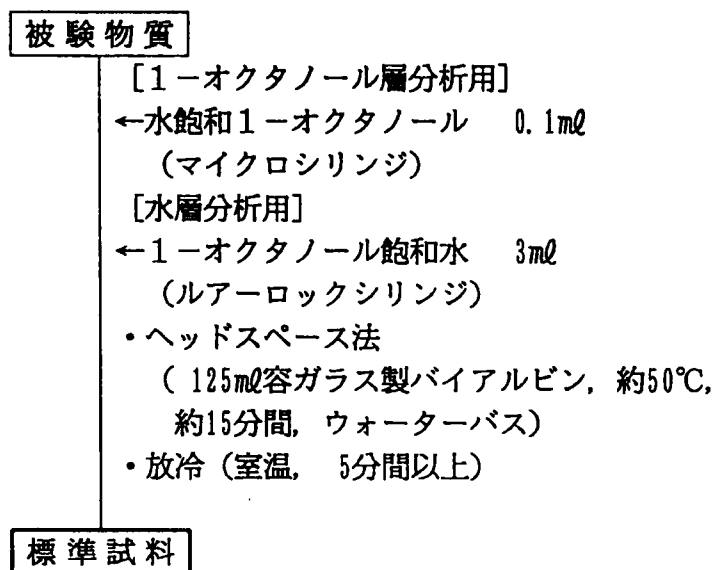 被験物質
[1-オクタノール層分析用]
←水飽和1-オクタノール 0.1mℓ
(マイクロシリンジ)
[水層分析用]
←1-オクタノール飽和水 3mℓ
(ルアーロックシリンジ)
・ヘッドスペース法
( 125mℓ容ガラス製バイアルビン, 約50℃,
約15分間, ウォーターバス)
・放冷 (室温, 5分間以上)
標準試料